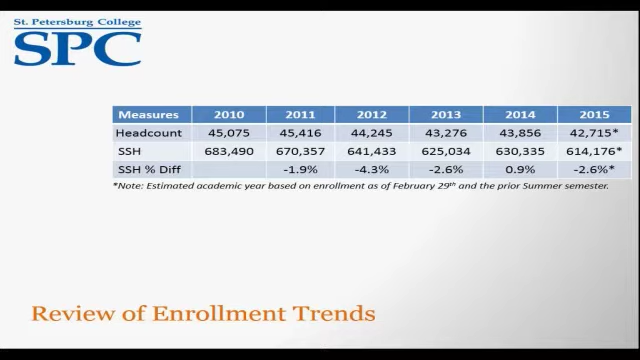 St. Petersburg College
SPC
Measures 2010 2011 2012 2013 2014 2015
Headcount 45,075 45,416 44,245 43,276 43,856 42,715*
SSH 683,490 670,357 641,433 625,034 630,335 614,176*
SSH % Diff -1.9% -4.3% -2.6% 0.9% -2.6%*
*Note: Estimated academic year based on enrollment as of February 29th and the prior Summer semester.
Review of Enrollment Trends